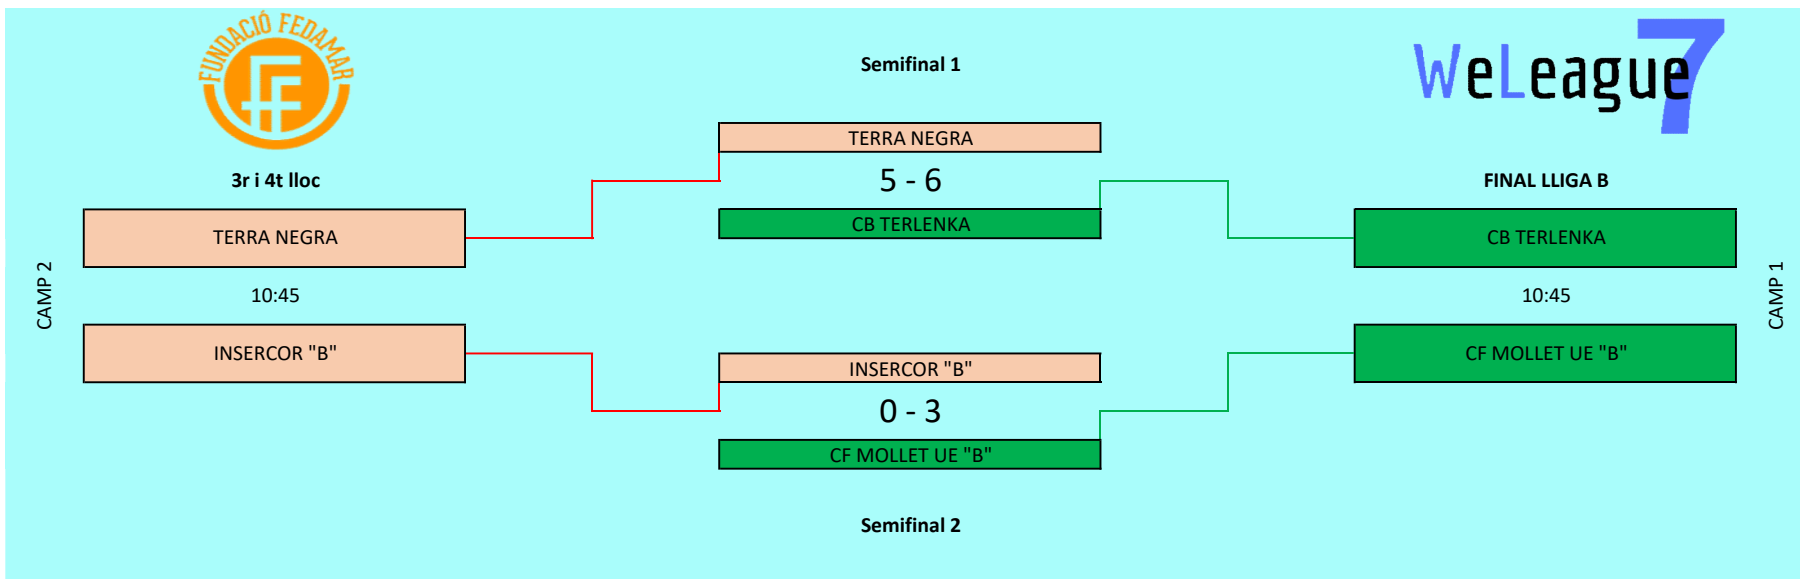 FUNDACIÓ FEDAMAR
Semifinal 1
WeLeague7
TERRA NEGRA
5 - 6
CB TERLENKA
3r i 4t lloc
TERRA NEGRA
10:45
INSERCOR "B"
CAMP 2
FINAL LLIGA B
CB TERLENKA
10:45
CF MOLLET UE "B"
CAMP 1
INSERCOR "B"
0 - 3
CF MOLLET UE "B"
Semifinal 2